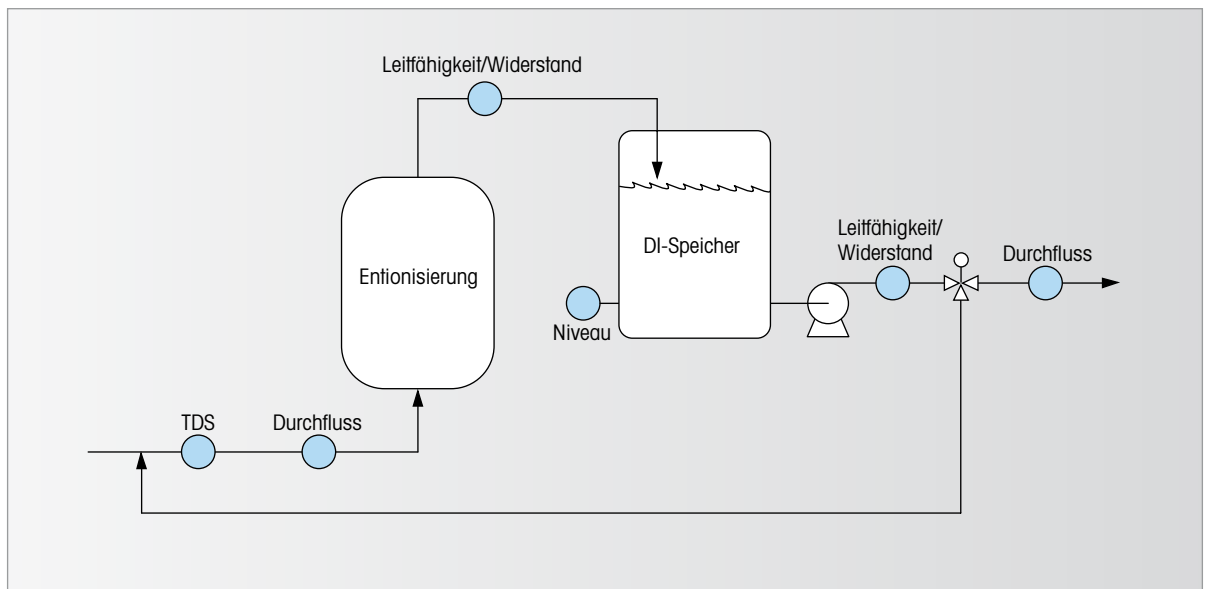 Leitfähigkeit/Widerstand
Entionisierung
DI-Speicher
Niveau
Leitfähigkeit/
Widerstand
Durchfluss
TDS
Durchfluss